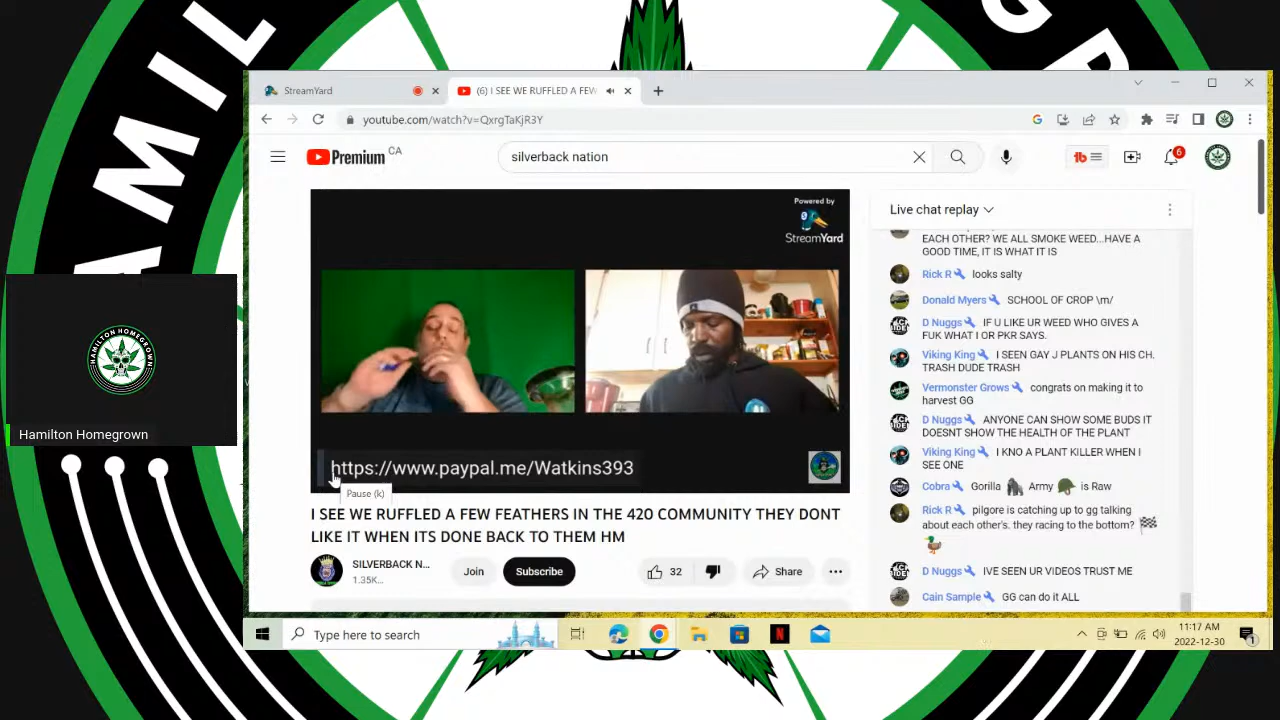 AMIL
GR
StreamYard
(6) I SEE WE RUFFLED A FEW
youtube.com/watch?v=QxrgTaKjR3Y
Premium CA
silverback nation
6
Powered by
StreamYard
https://www.paypal.me/Watkins393
Pause (k)
I SEE WE RUFFLED A FEW FEATHERS IN THE 420 COMMUNITY THEY DONT
LIKE IT WHEN ITS DONE BACK TO THEM HM
SILVERBACK N...
1.35K...
Join
Subscribe
32
Share
Live chat replay
EACH OTHER? WE ALL SMOKE WEED...HAVE A
GOOD TIME, IT IS WHAT IT IS
Rick R looks salty
Donald Myers SCHOOL OF CROP \m/
D Nuggs IF U LIKE UR WEED WHO GIVES A
FUK WHAT I OR PKR SAYS.
Viking King I SEEN GAY J PLANTS ON HIS CH.
TRASH DUDE TRASH
Vermonster Grows congrats on making it to
harvest GG
D Nuggs ANYONE CAN SHOW SOME BUDS IT
DOESNT SHOW THE HEALTH OF THE PLANT
Viking King I KNO A PLANT KILLER WHEN I
SEE ONE
Cobra Gorilla Army is Raw
Rick R pilgore is catching up to gg talking
about each other's. they racing to the bottom?
D Nuggs IVE SEEN UR VIDEOS TRUST ME
Cain Sample GG can do it ALL
HAMILTON HOMEGROWN
Hamilton Homegrown
Type here to search
11:17 AM
2022-12-30
1